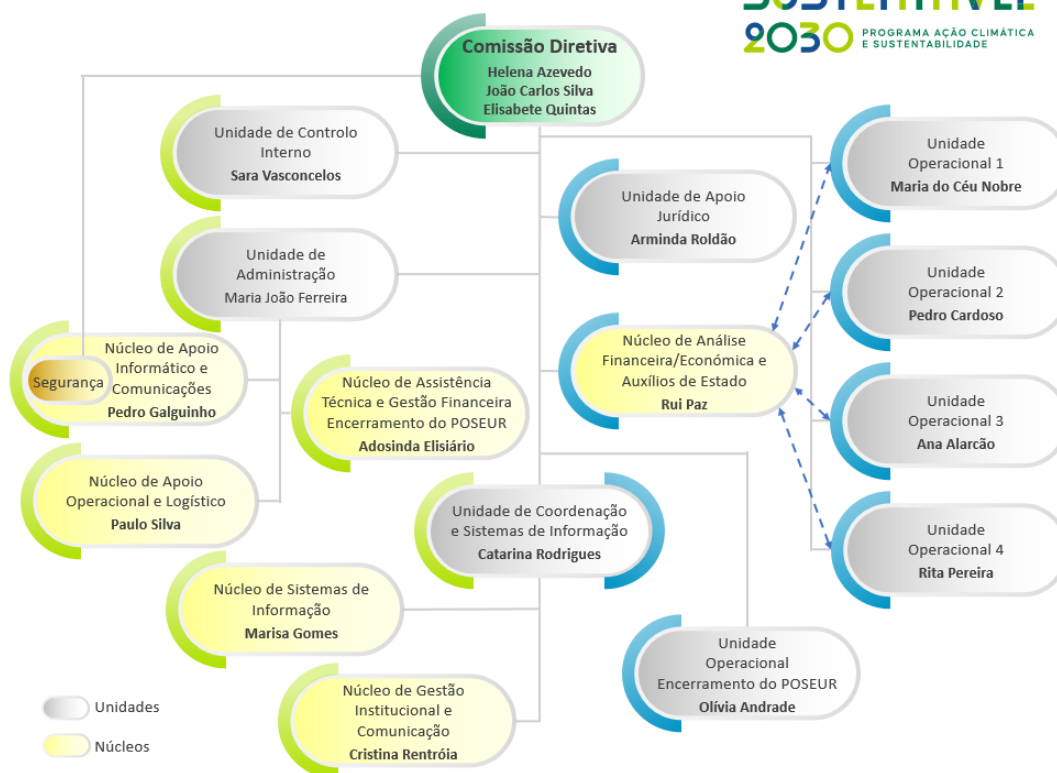 2030 PROGRAMA AÇÃO CLIMÁTICA
E SUSTENTABILIDADE
Comissão Diretiva
Helena Azevedo
João Carlos Silva
Elisabete Quintas
Unidade de Controlo
Interno
Sara Vasconcelos
Unidade de
Administração
Maria João Ferreira
Núcleo de Apoio
Informático e
Comunicações
Pedro Galguinho
Segurança
Núcleo de Assistência
Técnica e Gestão Financeira
Encerramento do POSEUR
Adosinda Elisiário
Núcleo de Apoio
Operacional e Logístico
Paulo Silva
Unidade de Apoio
Jurídico
Arminda Roldão
Núcleo de Análise
Financeira/Económica e
Auxílios de Estado
Rui Paz
Unidade
Operacional 1
Maria do Céu Nobre
Unidade
Operacional 2
Pedro Cardoso
Unidade
Operacional 3
Ana Alarcão
Unidade
Operacional 4
Rita Pereira
Unidade de Coordenação
e Sistemas de Informação
Catarina Rodrigues
Núcleo de Sistemas de
Informação
Marisa Gomes
Núcleo de Gestão
Institucional e
Comunicação
Cristina Rentróia
Unidade
Operacional
Encerramento do POSEUR
Olívia Andrade
Unidades
Núcleos